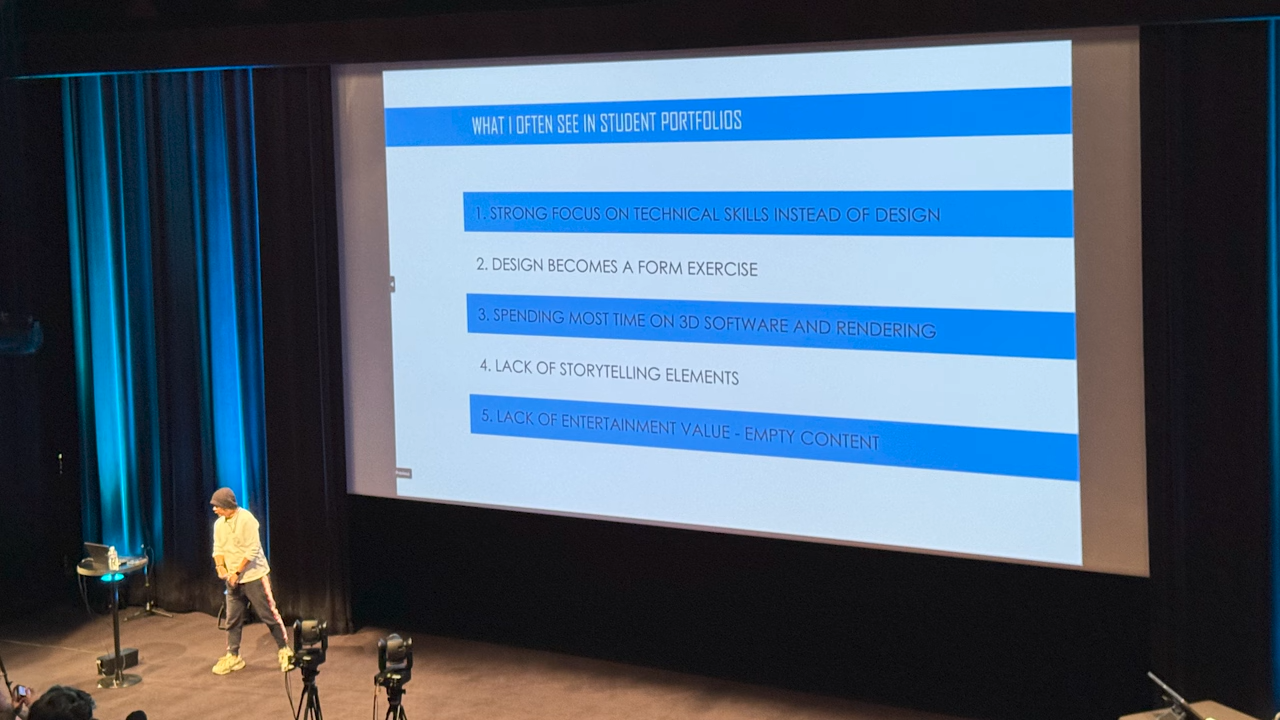 WHAT I OFTEN SEE IN STUDENT PORTFOLIOS
1. STRONG FOCUS ON TECHNICAL SKILLS INSTEAD OF DESIGN
2. DESIGN BECOMES A FORM EXERCISE
3. SPENDING MOST TIME ON 3D SOFTWARE AND RENDERING
4. LACK OF STORYTELLING ELEMENTS
5. LACK OF ENTERTAINMENT VALUE - EMPTY CONTENT